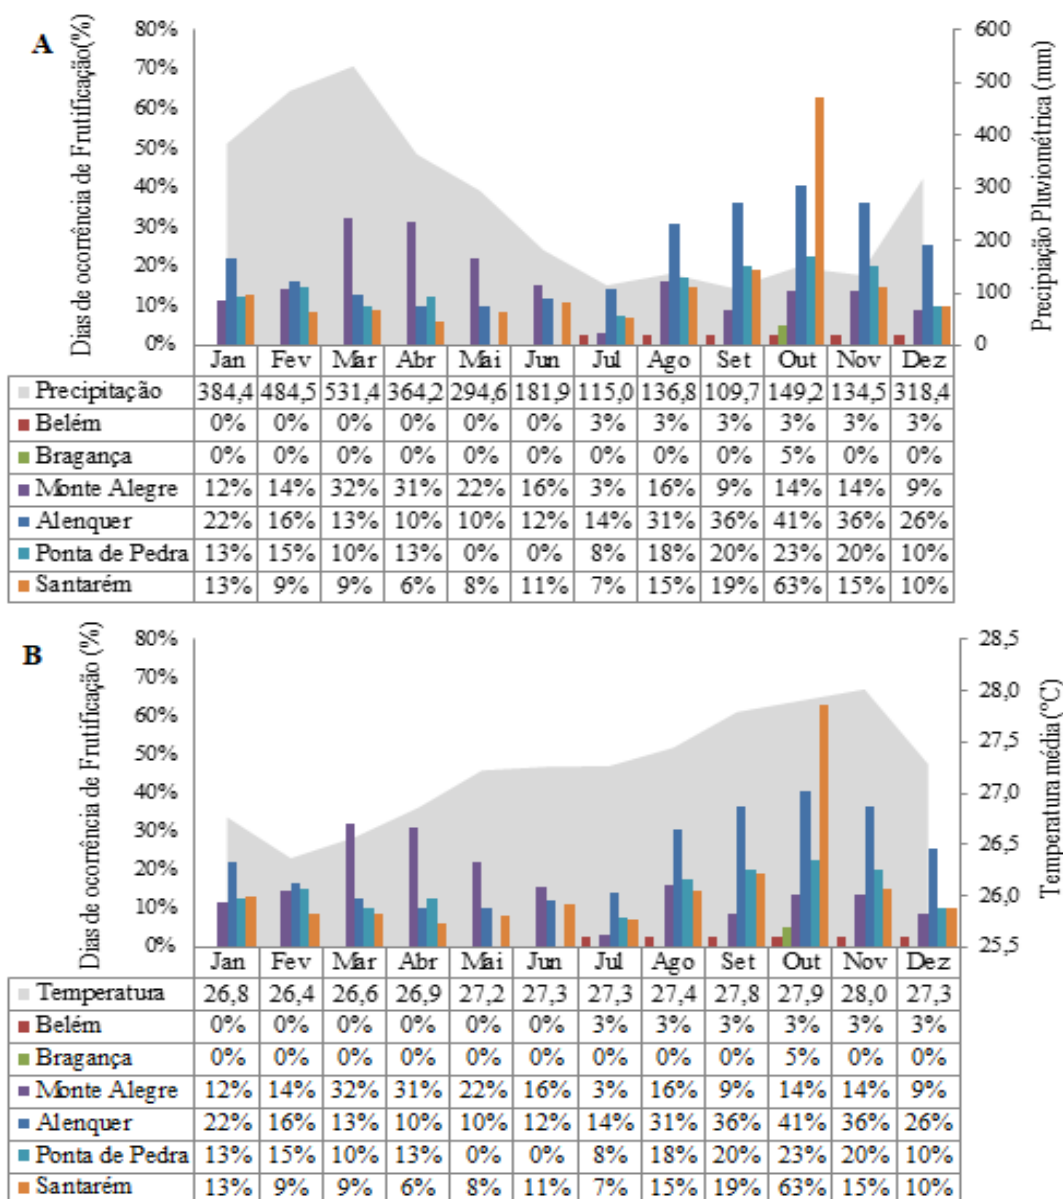 A
Dias de ocorrência de Frutificação(%)
80%
70%
60%
50%
40%
30%
20%
10%
0%
600
500
400
300
200
100
0
Precipiação Pluviométrica (mm)
Jan Fev Mar Abr Mai Jun Jul Ago Set Out Nov Dez
Precipitação 384,4 484,5 531,4 364,2 294,6 181,9 115,0 136,8 109,7 149,2 134,5 318,4
Belém 0% 0% 0% 0% 0% 0% 3% 3% 3% 3% 3% 3%
Bragança 0% 0% 0% 0% 0% 0% 0% 0% 0% 5% 0% 0%
Monte Alegre 12% 14% 32% 31% 22% 16% 3% 16% 9% 14% 14% 9%
Alenquer 22% 16% 13% 10% 10% 12% 14% 31% 36% 41% 36% 26%
Ponta de Pedra 13% 15% 10% 13% 0% 0% 8% 18% 20% 23% 20% 10%
Santarém 13% 9% 9% 6% 8% 11% 7% 15% 19% 63% 15% 10%
B
Dias de ocorrência de Frutificação (%)
80%
70%
60%
50%
40%
30%
20%
10%
0%
28,5
28,0
27,5
27,0
26,5
26,0
25,5
Temperatura média (°C)
Jan Fev Mar Abr Mai Jun Jul Ago Set Out Nov Dez
Temperatura 26,8 26,4 26,6 26,9 27,2 27,3 27,3 27,4 27,8 27,9 28,0 27,3
Belém 0% 0% 0% 0% 0% 0% 3% 3% 3% 3% 3% 3%
Bragança 0% 0% 0% 0% 0% 0% 0% 0% 0% 5% 0% 0%
Monte Alegre 12% 14% 32% 31% 22% 16% 3% 16% 9% 14% 14% 9%
Alenquer 22% 16% 13% 10% 10% 12% 14% 31% 36% 41% 36% 26%
Ponta de Pedra 13% 15% 10% 13% 0% 0% 8% 18% 20% 23% 20% 10%
Santarém 13% 9% 9% 6% 8% 11% 7% 15% 19% 63% 15% 10%